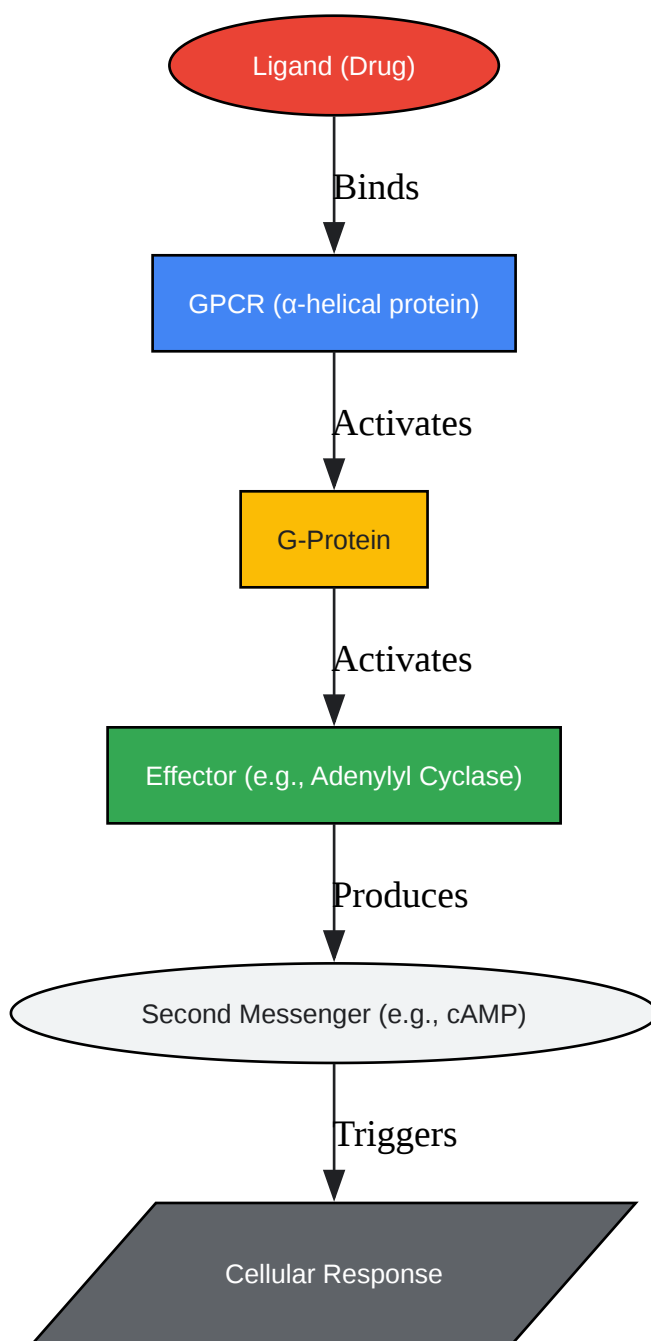 Ligand (Drug)
Binds
GPCR (α-helical protein)
Activates
G-Protein
Activates
Effector (e.g., Adenylyl Cyclase)
Produces
Second Messenger (e.g., cAMP)
Triggers
Cellular Response